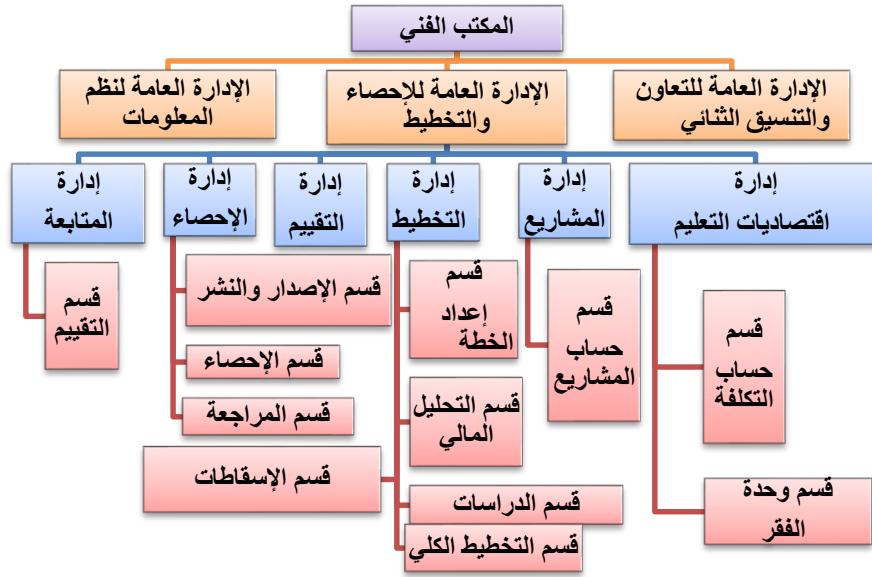 المكتب الفني
الإدارة العامة للتعاون
والتنسيق الثنائي
الإدارة العامة للإحصاء
والتخطيط
الإدارة العامة لنظم
المعلومات
إدارة
اقتصاديات التعليم
إدارة
المشاريع
إدارة
التخطيط
إدارة
التقييم
إدارة
الإحصاء
إدارة
المتابعة
قسم
حساب
التكلفة
قسم وحدة
الفقر
قسم
حساب
المشاريع
قسم
إعداد
الخطة
قسم التحليل
المالي
قسم الإسقاطات
قسم الدراسات
قسم التخطيط الكلي
قسم الإصدار والنشر
قسم الإحصاء
قسم المراجعة
قسم
التقييم